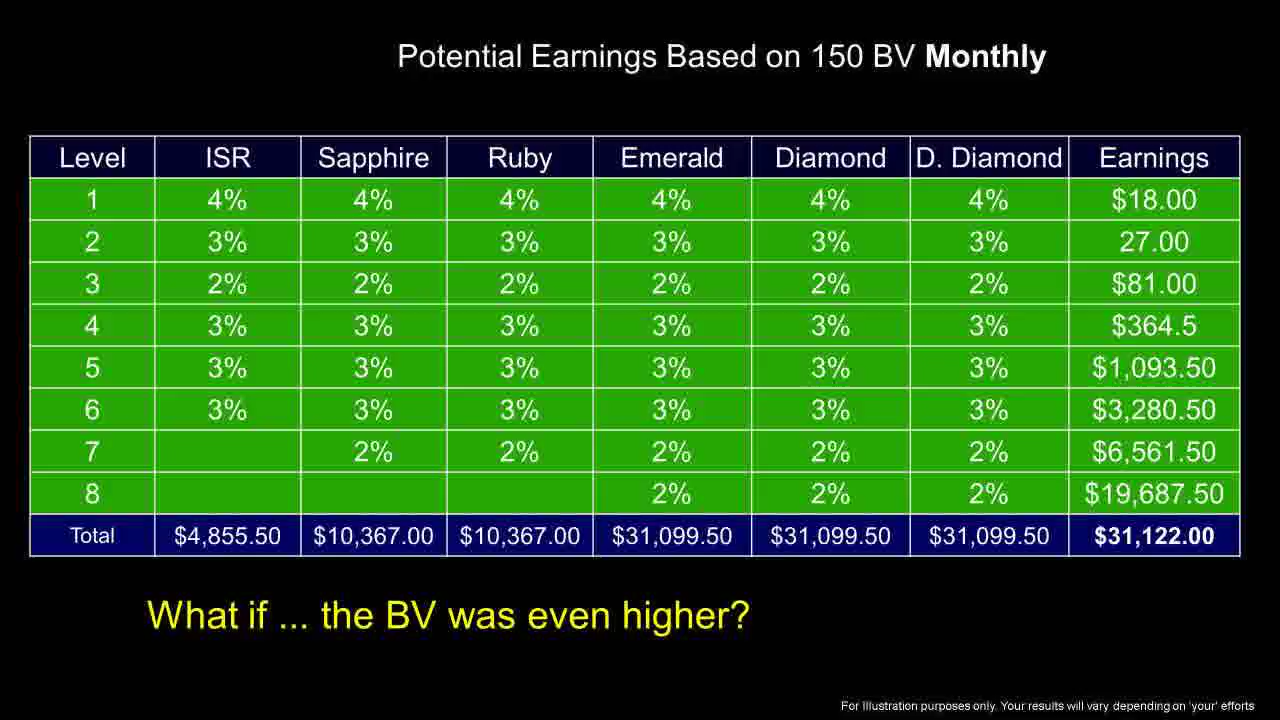 Potential Earnings Based on 150 BV Monthly
Level ISR Sapphire Ruby Emerald Diamond D. Diamond Earnings
1 4% 4% 4% 4% 4% 4% $18.00
2 3% 3% 3% 3% 3% 3% 27.00
3 2% 2% 2% 2% 2% 2% $81.00
4 3% 3% 3% 3% 3% 3% $364.5
5 3% 3% 3% 3% 3% 3% $1,093.50
6 3% 3% 3% 3% 3% 3% $3,280.50
7 2% 2% 2% 2% 2% $6,561.50
8 2% 2% 2% $19,687.50
Total $4,855.50 $10,367.00 $10,367.00 $31,099.50 $31,099.50 $31,099.50 $31,122.00
What if ... the BV was even higher?
For Illustration purposes only. Your results will vary depending on 'your' efforts